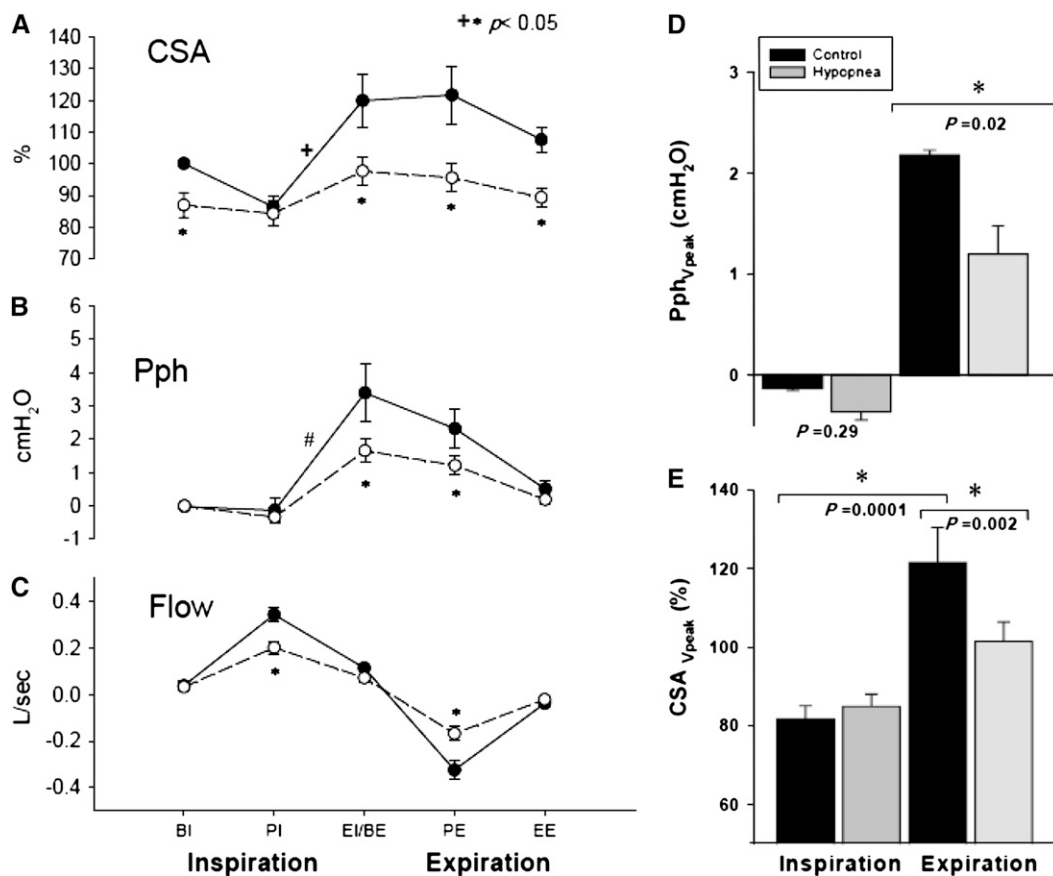 A
+* p< 0.05
CSA
140
130
120
110
100
90
80
70
%
B
Pph
6
5
4
3
2
1
0
-1
cmH2O
#
+
*
*
*
*
*
*
C
Flow
0.4
0.2
0.0
-0.2
-0.4
L/sec
*
*
BI PI EI/BE PE EE
Inspiration Expiration
D
Control
Hypopnea
3
2
1
0
PphVpeak (cmH2O)
*
P =0.02
P =0.29
E
140
120
100
80
60
CSA Vpeak (%)
* *
P =0.0001
P =0.002
Inspiration Expiration